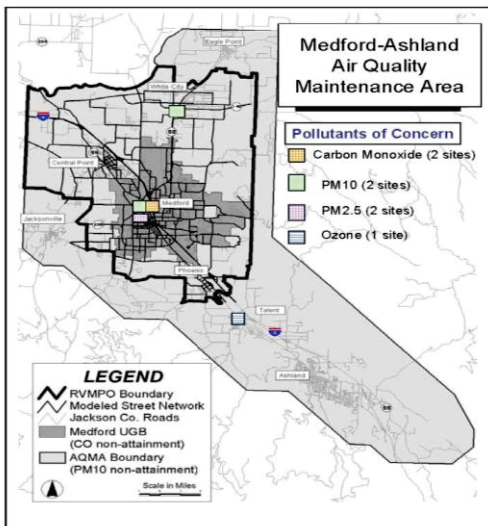 Medford-Ashland
Air Quality
Maintenance Area
Pollutants of Concern
Carbon Monoxide (2 sites)
PM10 (2 sites)
PM2.5 (2 sites)
Ozone (1 site)
Eagle Point
White City
Central Point
Medford
Jacksonville
Phoenix
Talent
Ashland
LEGEND
RVMPO Boundary
Modeled Street Network
Jackson Co. Roads
Medford UGB
(CO non-attainment)
AQMA Boundary
(PM10 non-attainment)
Scale in Miles